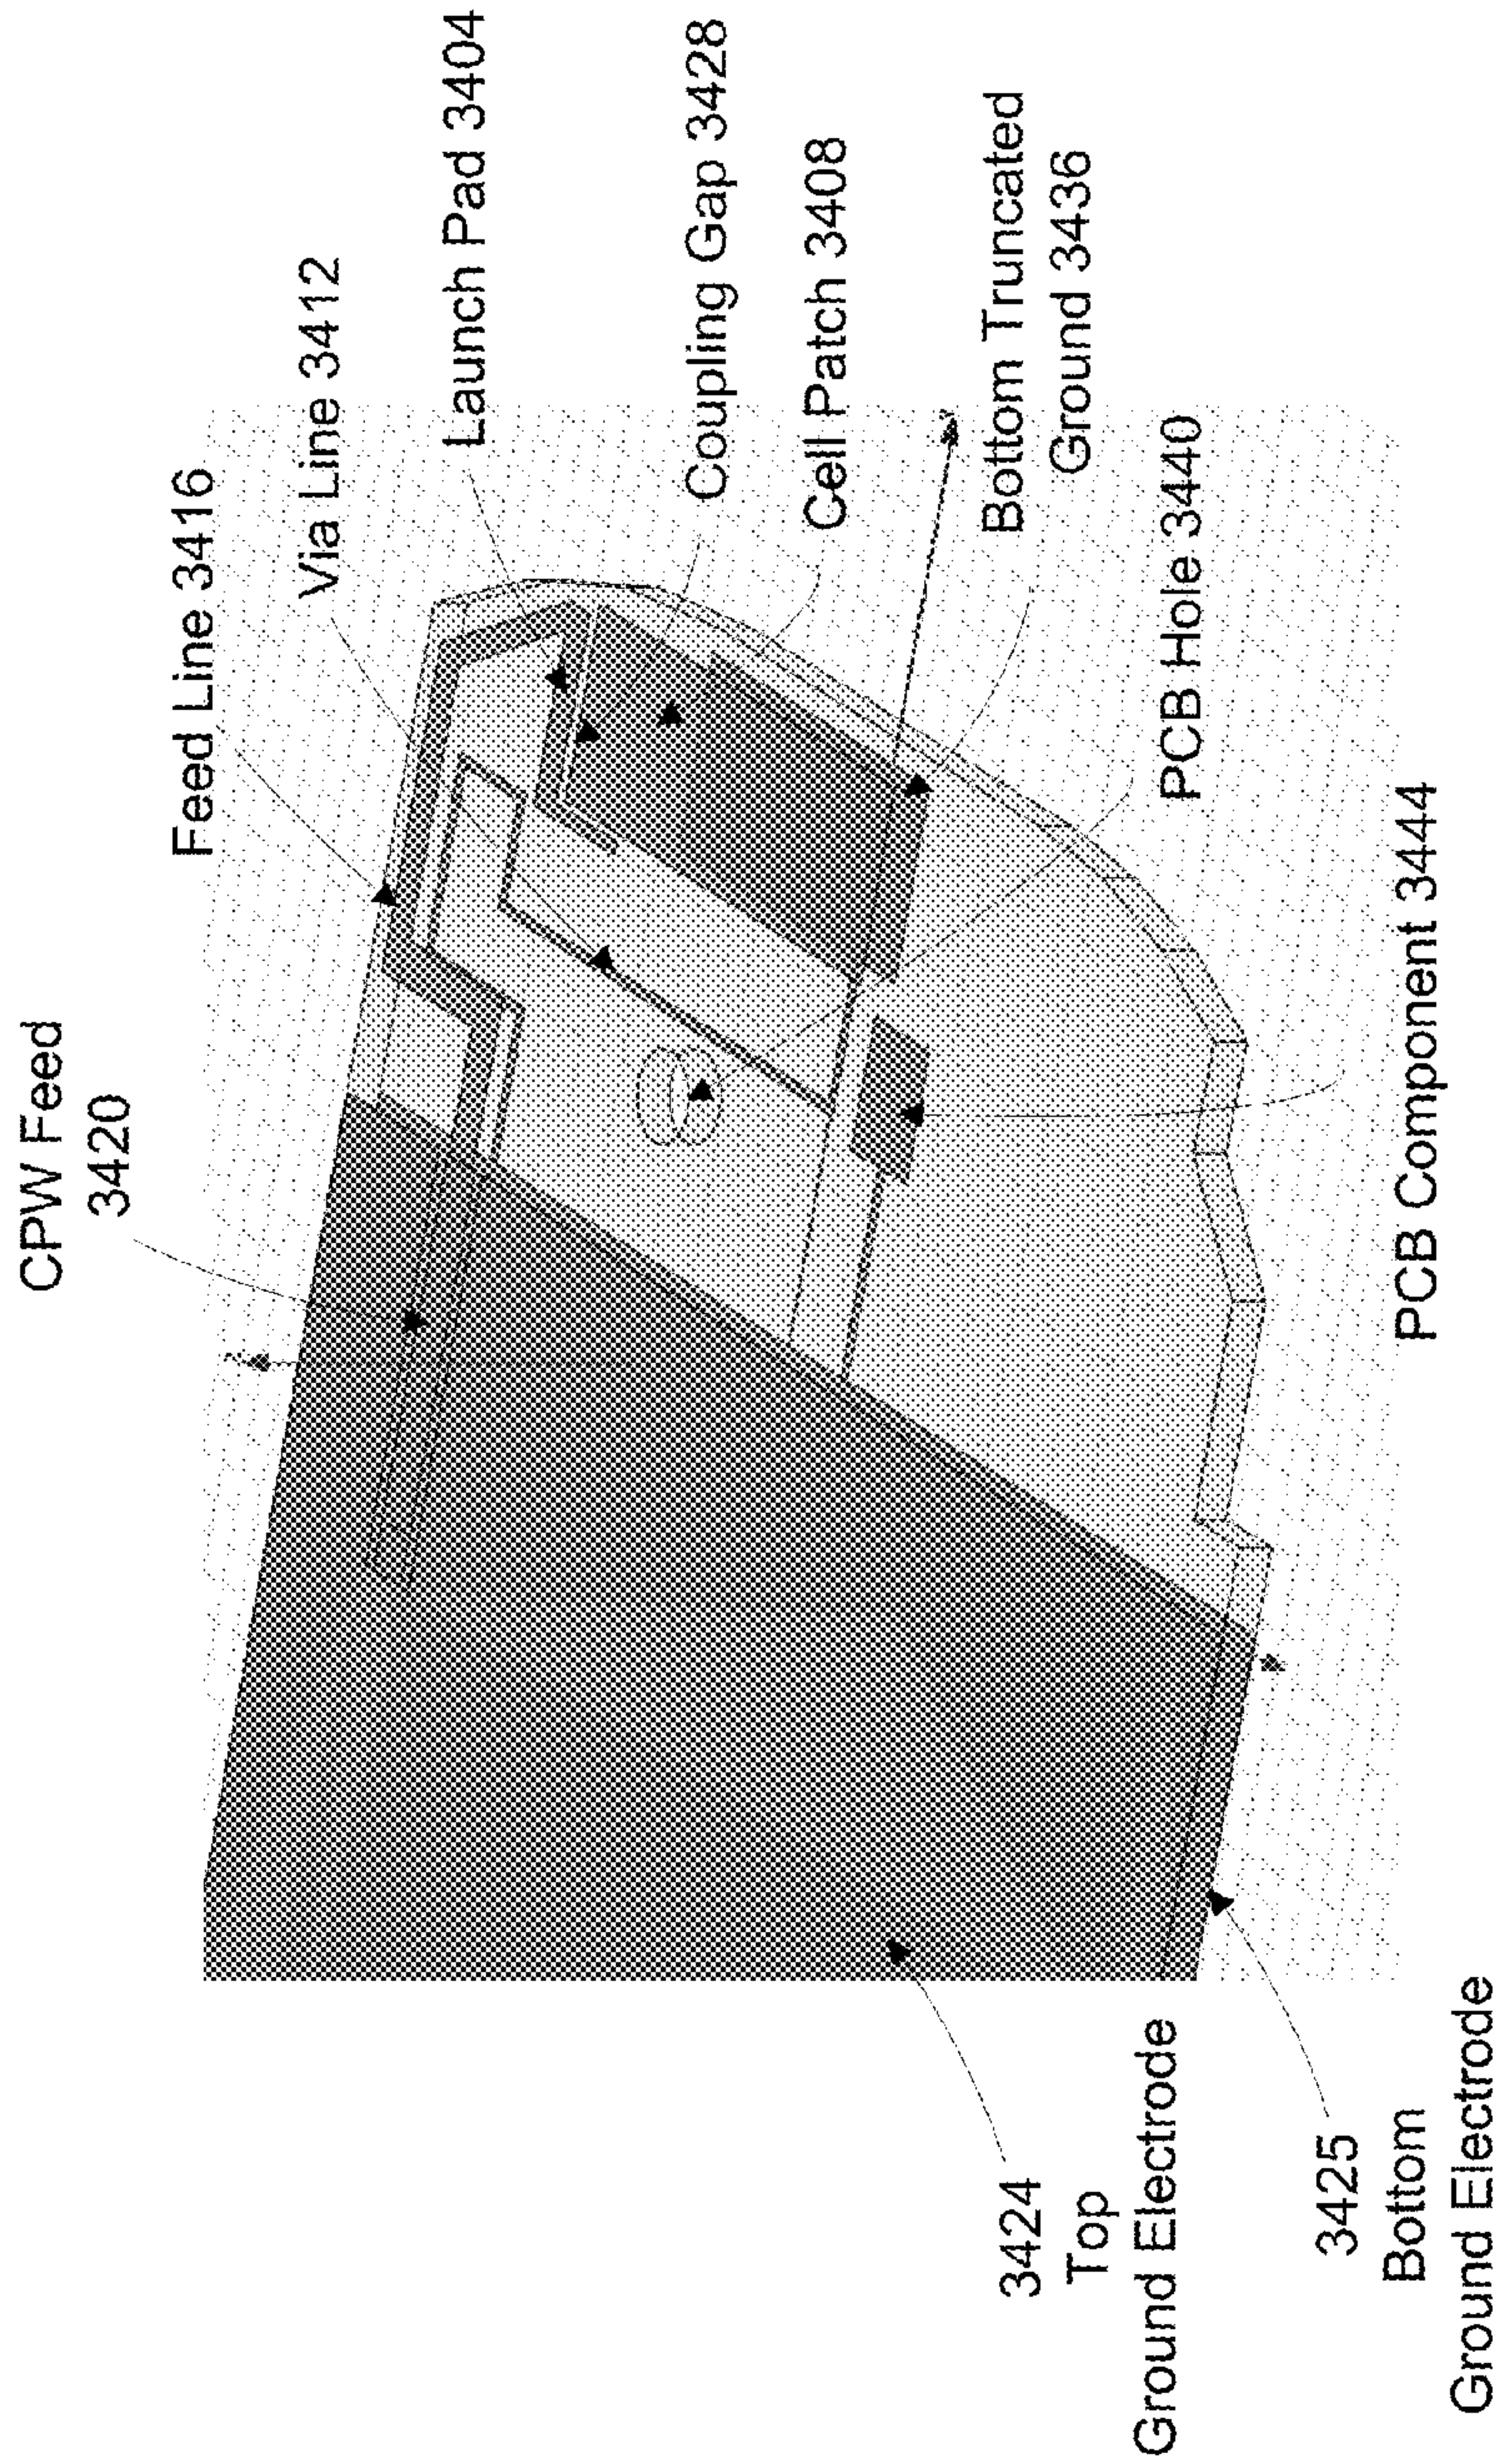 CPW Feed
3420
Feed Line 3416
Via Line 3412
Launch Pad 3404
Coupling Gap 3428
Cell Patch 3408
Bottom Truncated
Ground 3436
PCB Hole 3440
PCB Component 3444
3424
Top
Ground Electrode
3425
Bottom
Ground Electrode